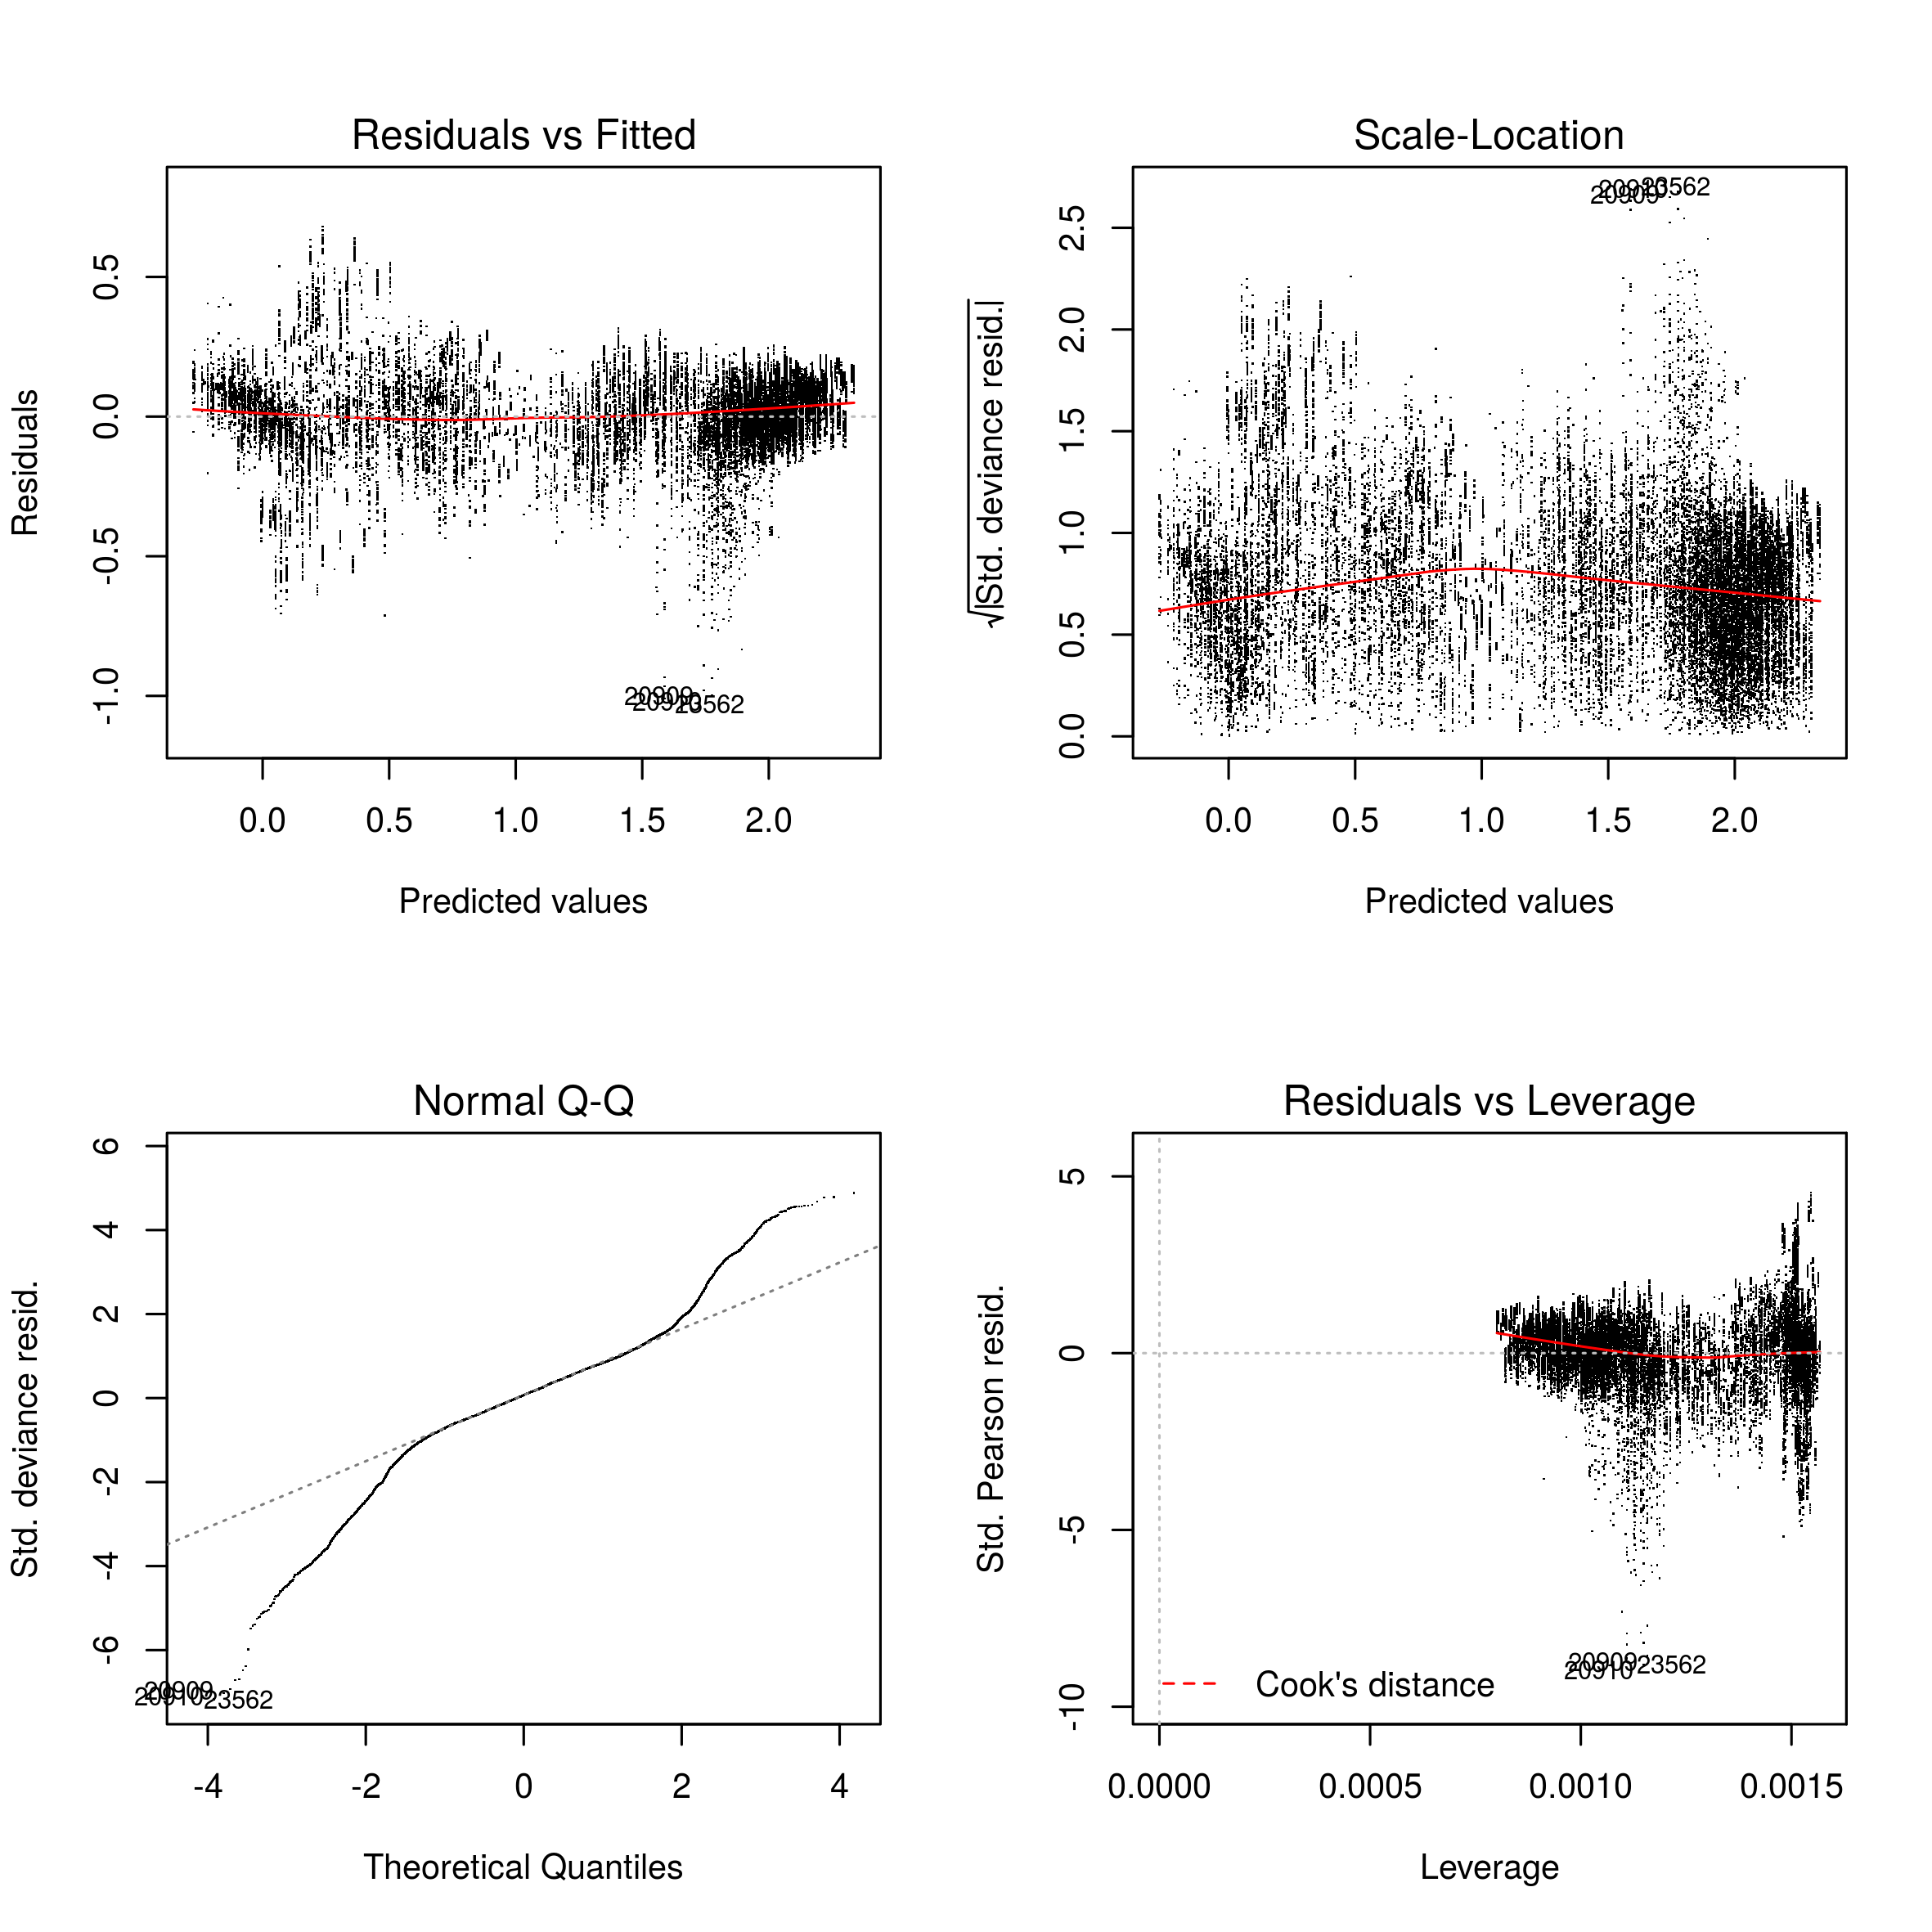 Residuals vs Fitted
Residuals
0.5
0.0
-0.5
-1.0
20909
23562
0.0 0.5 1.0 1.5 2.0
Predicted values
Scale-Location
√|Std. deviance resid.|
2.5
2.0
1.5
1.0
0.5
0.0
20909
23562
0.0 0.5 1.0 1.5 2.0
Predicted values
Normal Q-Q
Std. deviance resid.
6
4
2
0
-2
-4
-6
20909
20910
23562
-4 -2 0 2 4
Theoretical Quantiles
Residuals vs Leverage
Std. Pearson resid.
5
0
-5
-10
20909
20910
23562
Cook's distance
0.0000 0.0005 0.0010 0.0015
Leverage